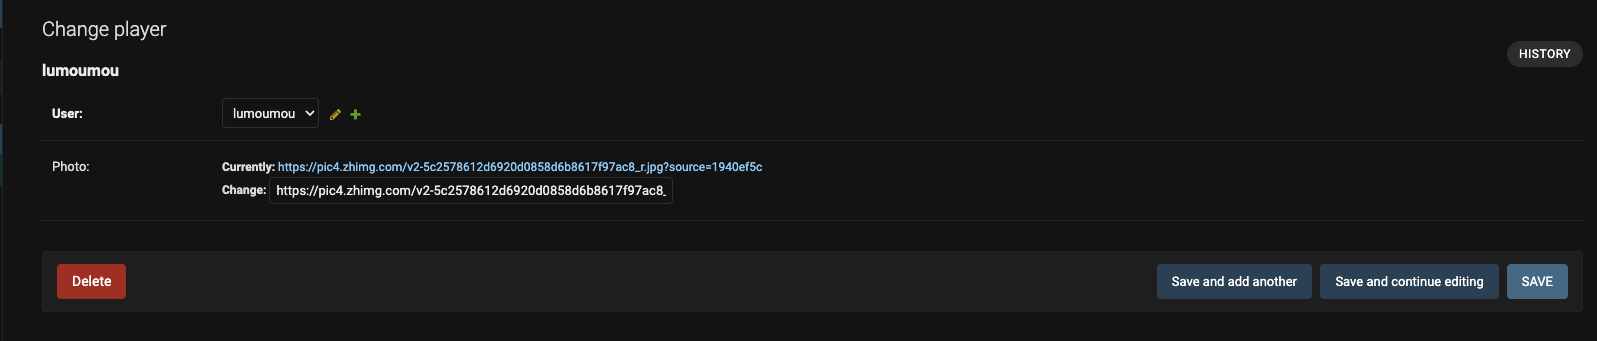 Change player
HISTORY
lumoumou
User: lumoumou
Photo: Currently: https://pic4.zhimg.com/v2-5c2578612d6920d0858d6b8617f97ac8_r.jpg?source=1940ef5c
Change: https://pic4.zhimg.com/v2-5c2578612d6920d0858d6b8617f97ac8_
Delete Save and add another Save and continue editing SAVE